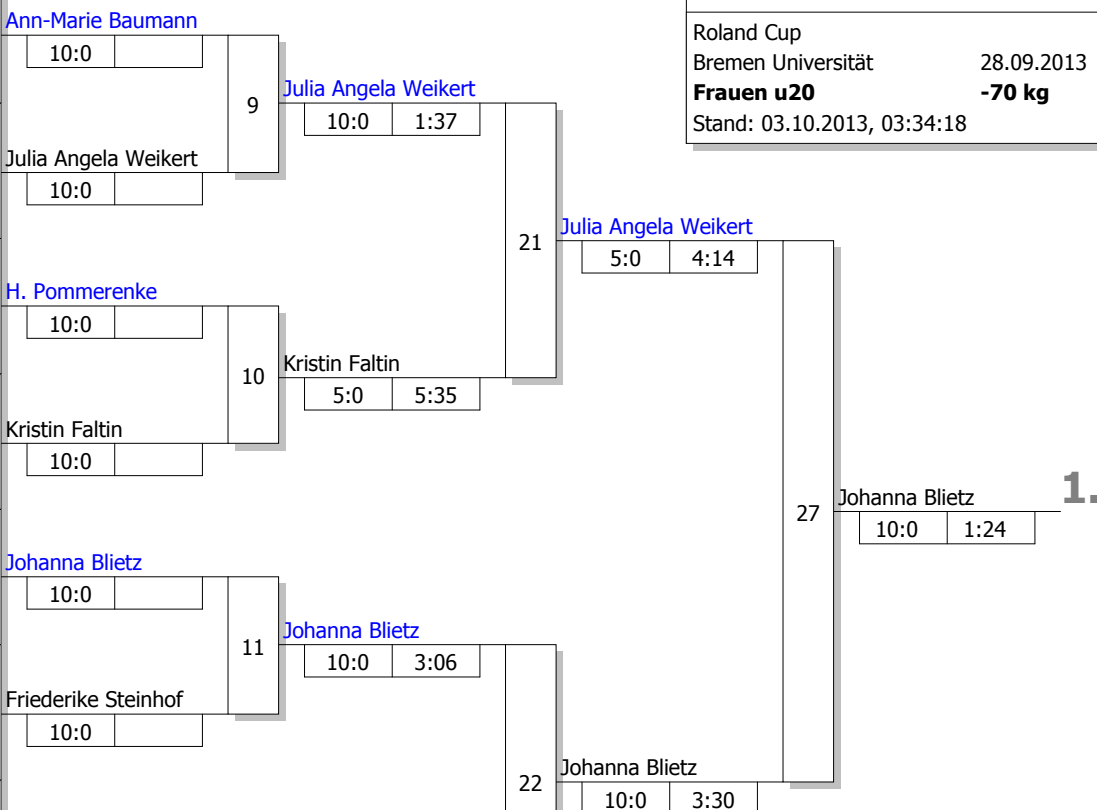 Roland Cup
Bremen Universität 28.09.2013
Frauen u20 -70 kg
Stand: 03.10.2013, 03:34:18
Ann-Marie Baumann
10:0
9
Julia Angela Weikert
10:0 1:37
Julia Angela Weikert
10:0
21
Julia Angela Weikert
5:0 4:14
H. Pommerenke
10:0
10
Kristin Faltin
5:0 5:35
Kristin Faltin
10:0
27
Johanna Blietz
10:0 1:24
1.
Johanna Blietz
10:0
11
Johanna Blietz
10:0 3:06
Friederike Steinhof
10:0
22
Johanna Blietz
10:0 3:30